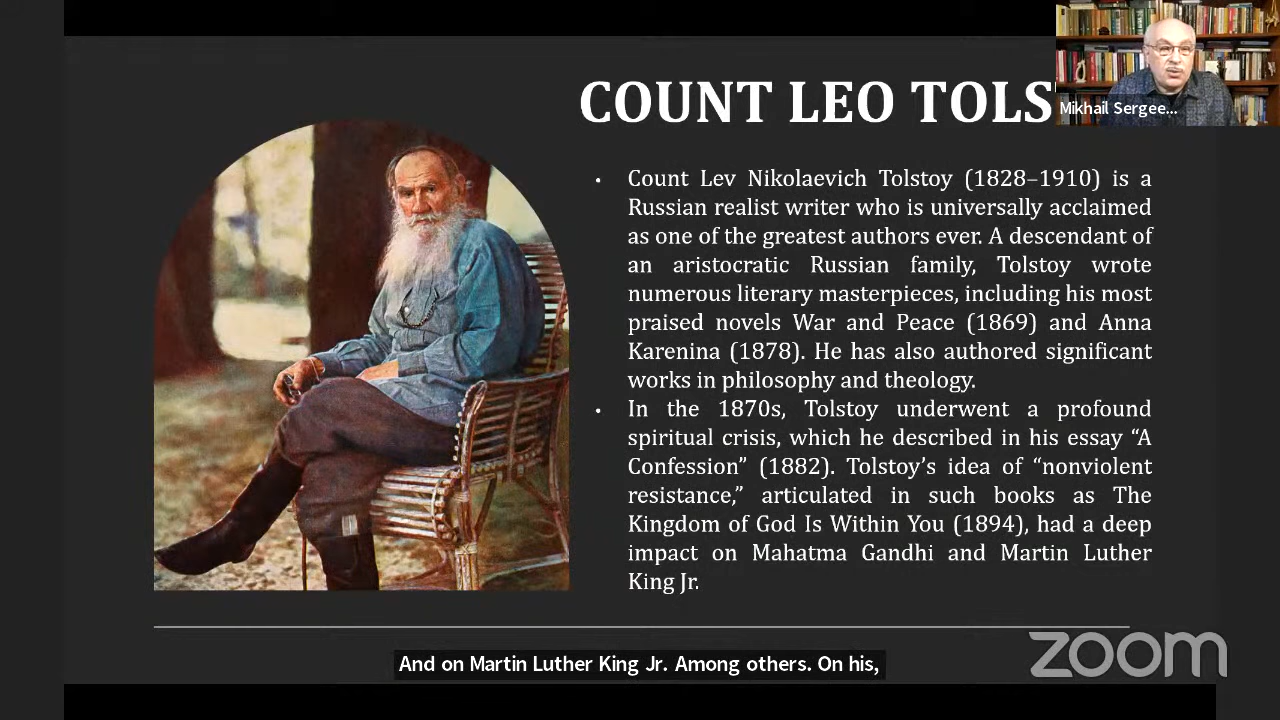 COUNT LEO TOLS
Mikhail Sergee...
• Count Lev Nikolaevich Tolstoy (1828–1910) is a
Russian realist writer who is universally acclaimed
as one of the greatest authors ever. A descendant of
an aristocratic Russian family, Tolstoy wrote
numerous literary masterpieces, including his most
praised novels War and Peace (1869) and Anna
Karenina (1878). He has also authored significant
works in philosophy and theology.
• In the 1870s, Tolstoy underwent a profound
spiritual crisis, which he described in his essay “A
Confession” (1882). Tolstoy’s idea of “nonviolent
resistance,” articulated in such books as The
Kingdom of God Is Within You (1894), had a deep
impact on Mahatma Gandhi and Martin Luther
King Jr.
zoom
And on Martin Luther King Jr. Among others. On his,